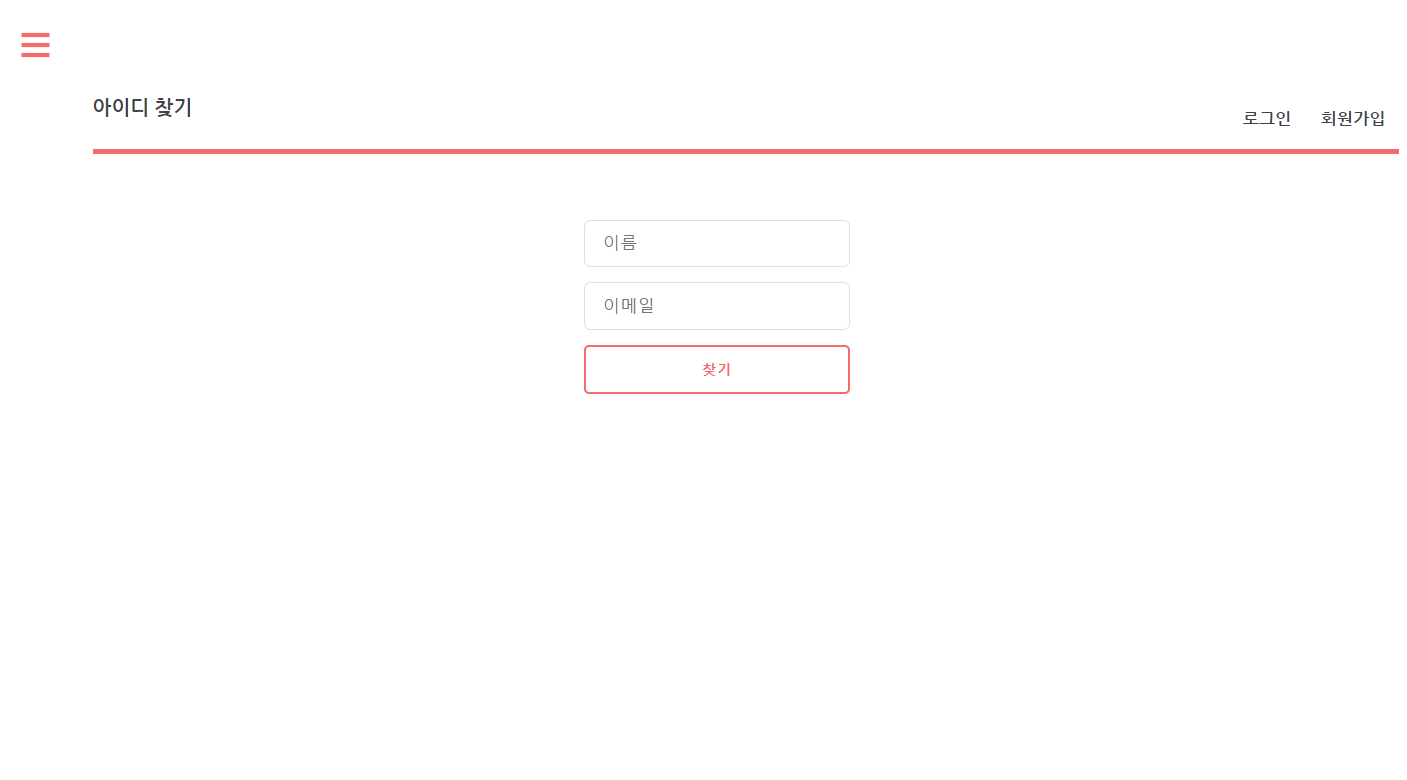 아이디 찾기
로그인 회원가입
이름
이메일
찾기